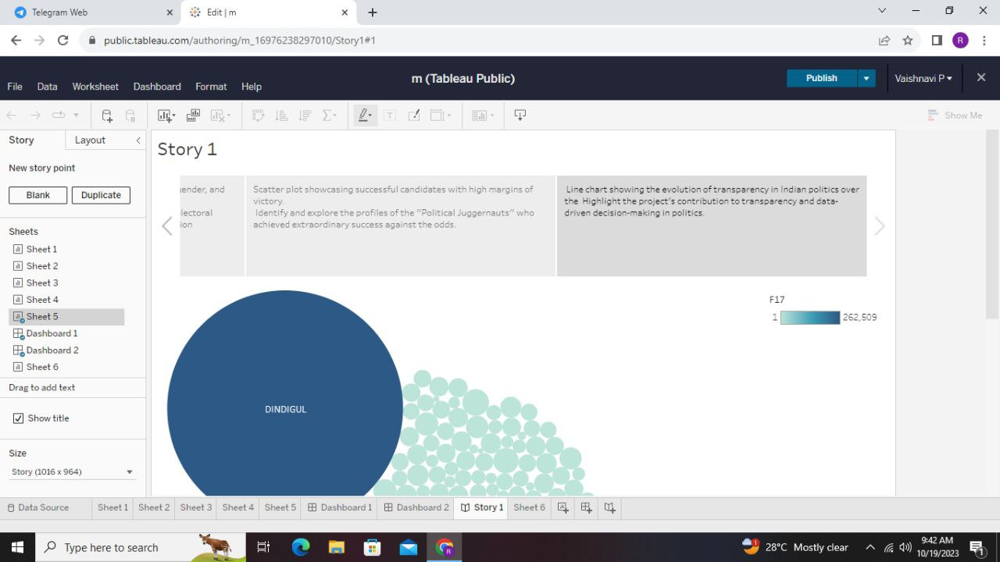 Telegram Web
Edit | m
public.tableau.com/authoring/m_16976238297010/Story1#1
R
m (Tableau Public)
Publish
Vaishnavi P
File Data Worksheet Dashboard Format Help
Show Me
Story Layout
New story point
Blank Duplicate
Sheets
Sheet 1
Sheet 2
Sheet 3
Sheet 4
Sheet 5
Dashboard 1
Dashboard 2
Sheet 6
Drag to add text
Show title
Size
Story (1016 x 964)
Story 1
gender, and
lectoral
ion
Scatter plot showcasing successful candidates with high margins of
victory.
Identify and explore the profiles of the "Political Juggernauts" who
achieved extraordinary success against the odds.
Line chart showing the evolution of transparency in Indian politics over
the Highlight the project's contribution to transparency and data-
driven decision-making in politics.
F17
1 262,509
DINDIGUL
Data Source Sheet 1 Sheet 2 Sheet 3 Sheet 4 Sheet 5 Dashboard 1 Dashboard 2 Story 1 Sheet 6
Type here to search
R
1
28°C Mostly clear
9:42 AM
10/19/2023
1